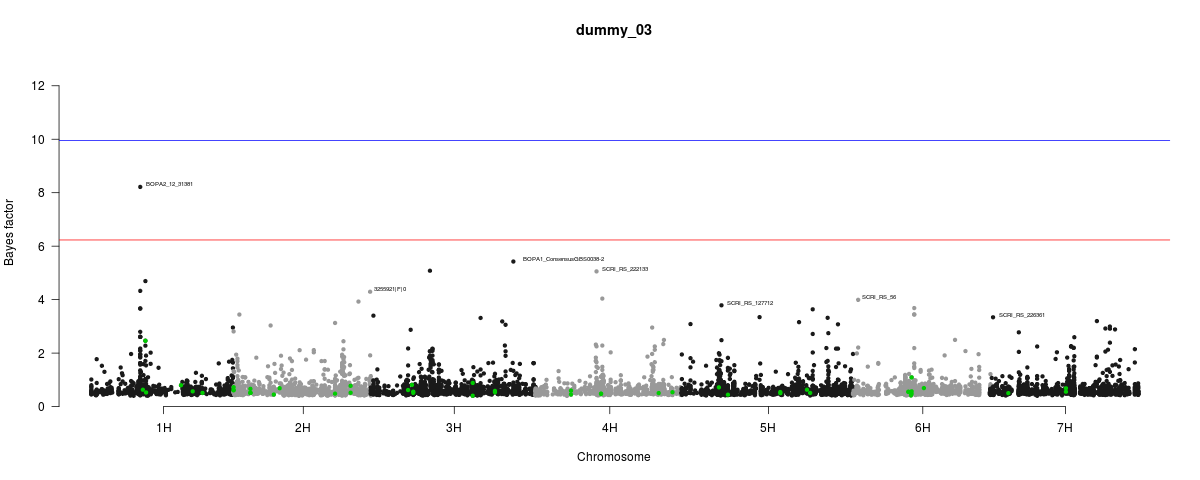 dummy_03
12
10
8
6
4
2
0
Bayes factor
BOPA2_12_31381
BOPA1_ConsensusGBS0038-2
SCRI_RS_222133
3255921(F)0
SCRI_RS_56
SCRI_RS_127712
SCRI_RS_226361
1H 2H 3H 4H 5H 6H 7H
Chromosome